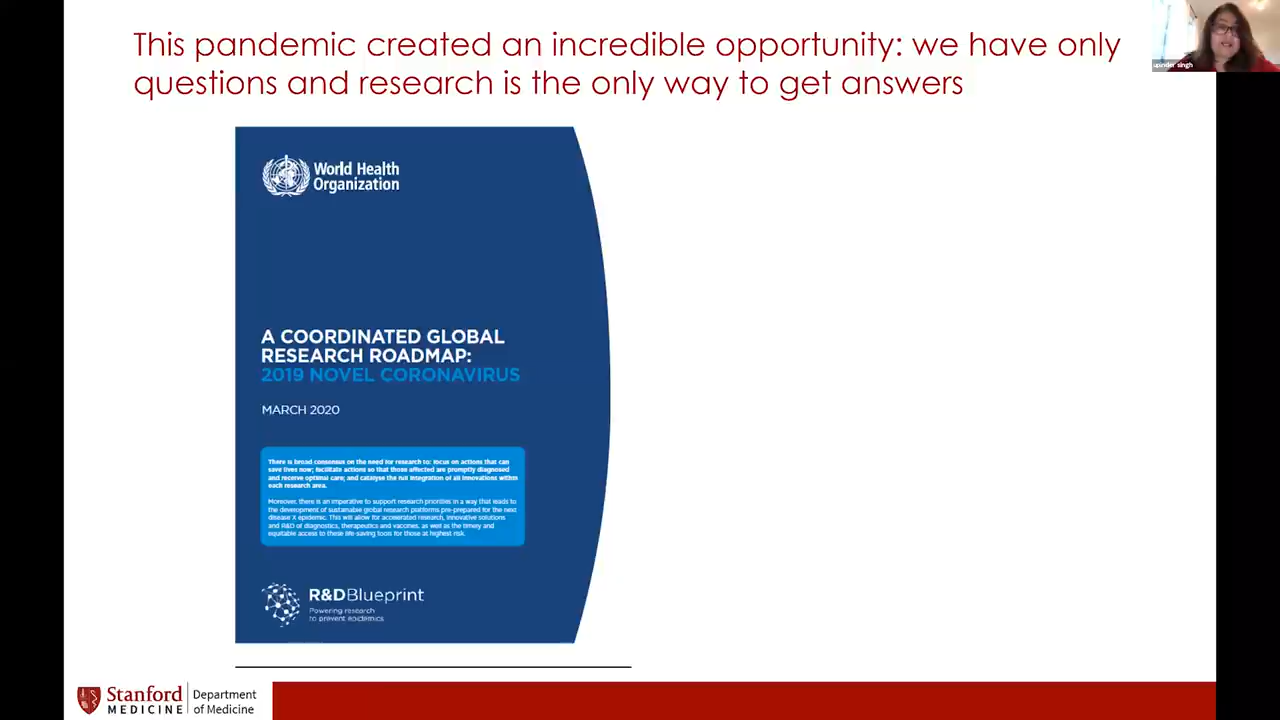 This pandemic created an incredible opportunity: we have only
questions and research is the only way to get answers
upinder singh
World Health
Organization
A COORDINATED GLOBAL
RESEARCH ROADMAP:
2019 NOVEL CORONAVIRUS
MARCH 2020
There is broad consensus on the need for research to: focus on actions that can
save lives now; facilitate actions so that those affected are promptly diagnosed
and receive optimal care; and catalyse the full integration of all innovations within
each research area.
Moreover, there is an imperative to support research priorities in a way that leads to
the development of sustainable global research platforms pre-prepared for the next
disease X epidemic. This will allow for accelerated research, innovative solutions
and R&D of diagnostics, therapeutics and vaccines, as well as the timely and
equitable access to these life-saving tools for those at highest risk.
R&DBlueprint
Powering research
to prevent epidemics
Stanford
MEDICINE
Department
of Medicine